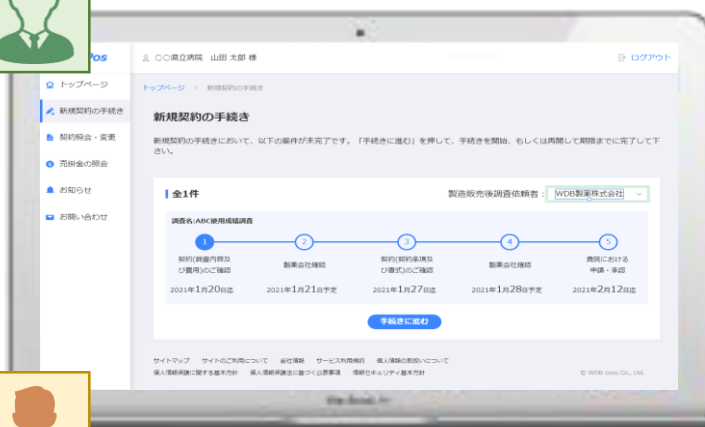 os
○○県立病院 山田 太郎 様
ログアウト
トップページ
新規契約の手続き
契約照会・変更
売掛金の照会
お知らせ
お問い合わせ
トップページ > 新規契約の手続き
新規契約の手続き
新規契約の手続きにおいて、以下の案件が未完了です。「手続きに進む」を押して、手続きを開始、もしくは再開して期限までに完了して下
さい。
全1件
製造販売後調査依頼者: WDB製薬株式会社
調査名:ABC使用成績調査
1 2 3 4 5
契約(調査内容及
び費用)のご確認
製薬会社確認
契約(契約条項及
び書式)のご確認
製薬会社確認
貴院における
申請・承認
2021年1月20日迄 2021年1月21日予定 2021年1月27日迄 2021年1月28日予定 2021年2月12日迄
手続きに進む
サイトマップ サイトのご利用について 会社情報 サービス利用規約 個人情報の取扱いについて
個人情報保護に関する基本方針 個人情報保護法に基づく公表事項 情報セキュリティ基本方針
© WDB coco Co., Ltd.